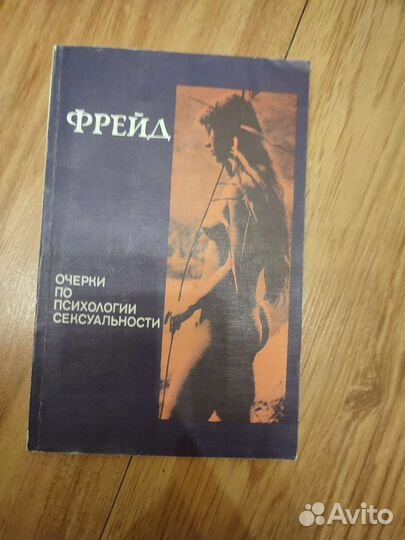 ФРЕЙД
ОЧЕРКИ
ПО
ПСИХОЛОГИИ
СЕКСУАЛЬНОСТИ
Avito